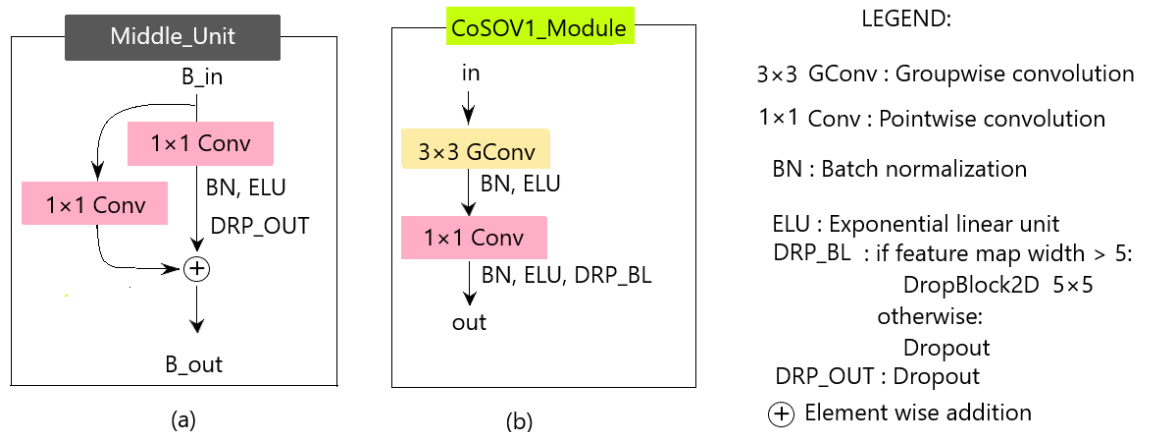 Middle_Unit
B_in
1×1 Conv
BN, ELU
1×1 Conv
DRP_OUT
+
B_out
(a)
CoSOV1_Module
in
3×3 GConv
BN, ELU
1×1 Conv
BN, ELU, DRP_BL
out
(b)
LEGEND:
3×3 GConv : Groupwise convolution
1×1 Conv : Pointwise convolution
BN : Batch normalization
ELU : Exponential linear unit
DRP_BL : if feature map width > 5:
DropBlock2D 5×5
otherwise:
Dropout
DRP_OUT : Dropout
+ Element wise addition